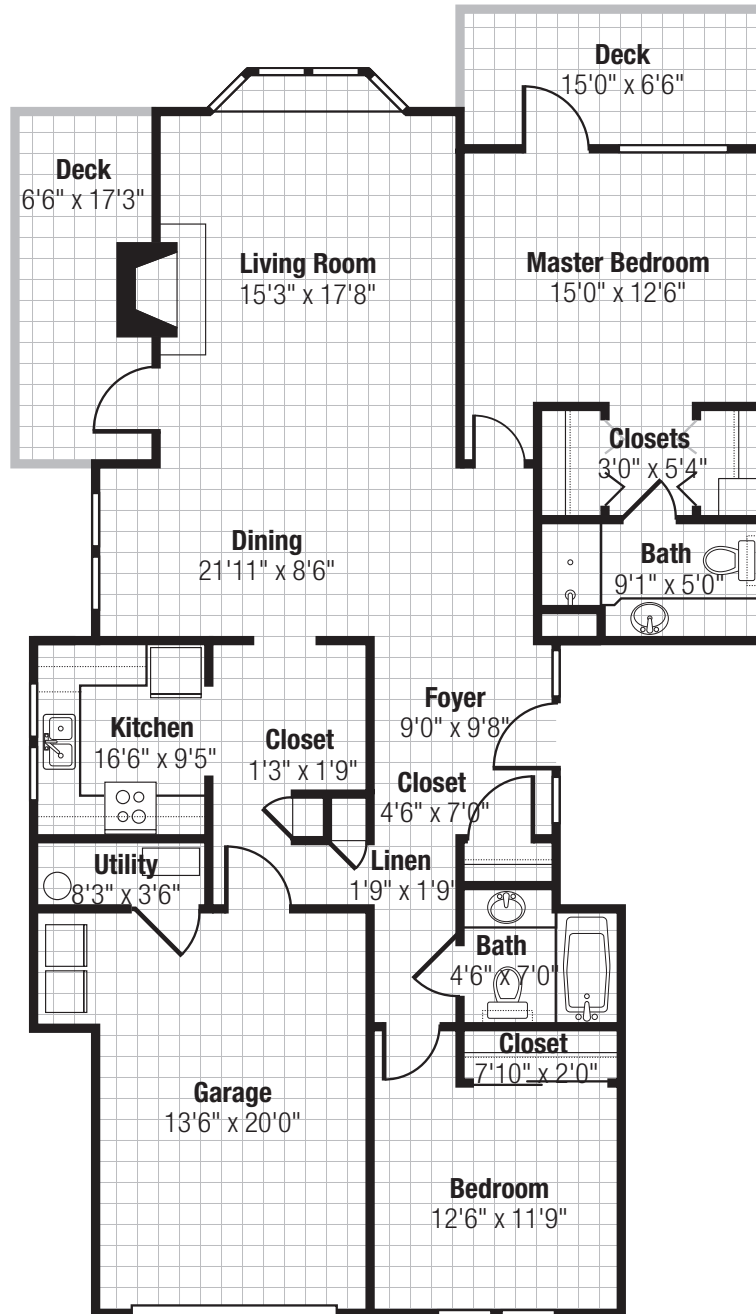 Deck
15'0" x 6'6"
Deck
6'6" x 17'3"
Living Room
15'3" x 17'8"
Master Bedroom
15'0" x 12'6"
Closets
3'0" x 5'4"
Dining
21'11" x 8'6"
Bath
9'1" x 5'0"
Kitchen
16'6" x 9'5"
Closet
1'3" x 1'9"
Foyer
9'0" x 9'8"
Closet
4'6" x 7'0"
Utility
8'3" x 3'6"
Linen
1'9" x 1'9"
Bath
4'6" x 7'0"
Closet
7'10" x 2'0"
Garage
13'6" x 20'0"
Bedroom
12'6" x 11'9"